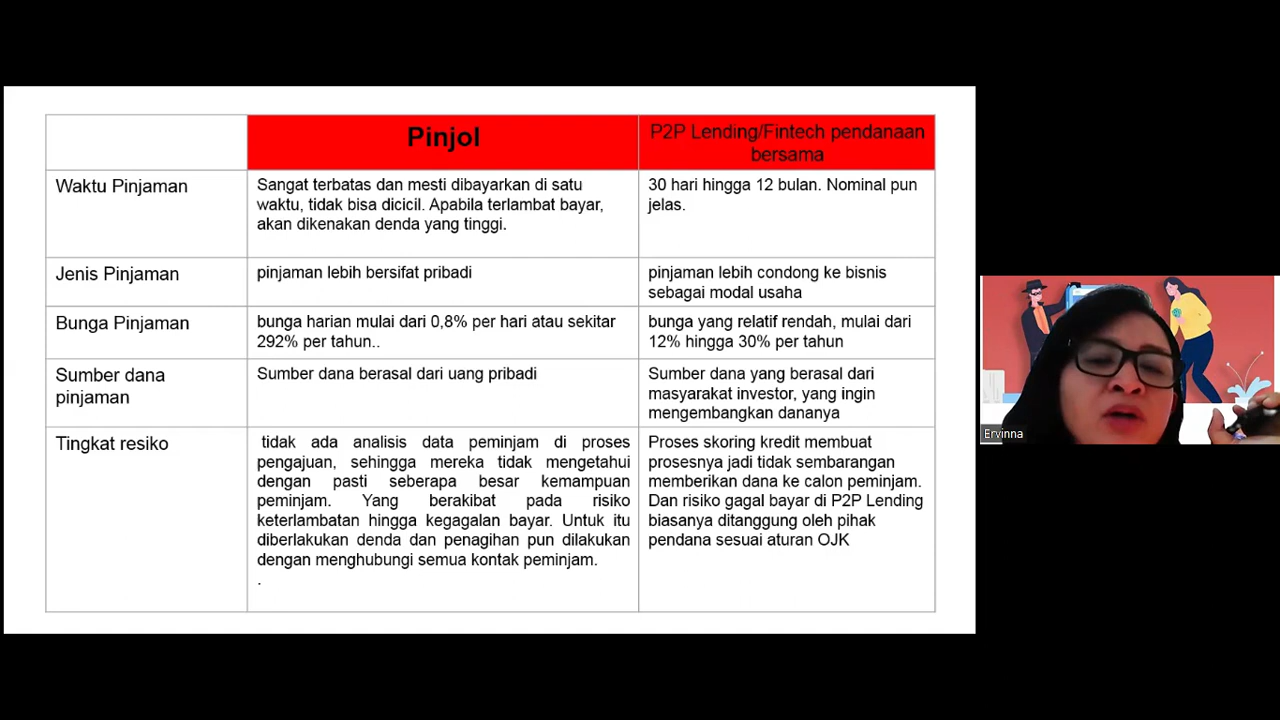 Pinjol
P2P Lending/Fintech pendanaan
bersama
Waktu Pinjaman
Sangat terbatas dan mesti dibayarkan di satu
waktu, tidak bisa dicicil. Apabila terlambat bayar,
akan dikenakan denda yang tinggi.
30 hari hingga 12 bulan. Nominal pun
jelas.
Jenis Pinjaman
pinjaman lebih bersifat pribadi
pinjaman lebih condong ke bisnis
sebagai modal usaha
Bunga Pinjaman
bunga harian mulai dari 0,8% per hari atau sekitar
292% per tahun..
bunga yang relatif rendah, mulai dari
12% hingga 30% per tahun
Sumber dana
pinjaman
Sumber dana berasal dari uang pribadi
Sumber dana yang berasal dari
masyarakat investor, yang ingin
mengembangkan dananya
Tingkat resiko
tidak ada analisis data peminjam di proses
pengajuan, sehingga mereka tidak mengetahui
dengan pasti seberapa besar kemampuan
peminjam. Yang berakibat pada risiko
keterlambatan hingga kegagalan bayar. Untuk itu
diberlakukan denda dan penagihan pun dilakukan
dengan menghubungi semua kontak peminjam.
.
Proses skoring kredit membuat
prosesnya jadi tidak sembarangan
memberikan dana ke calon peminjam.
Dan risiko gagal bayar di P2P Lending
biasanya ditanggung oleh pihak
pendana sesuai aturan OJK
Ervinna